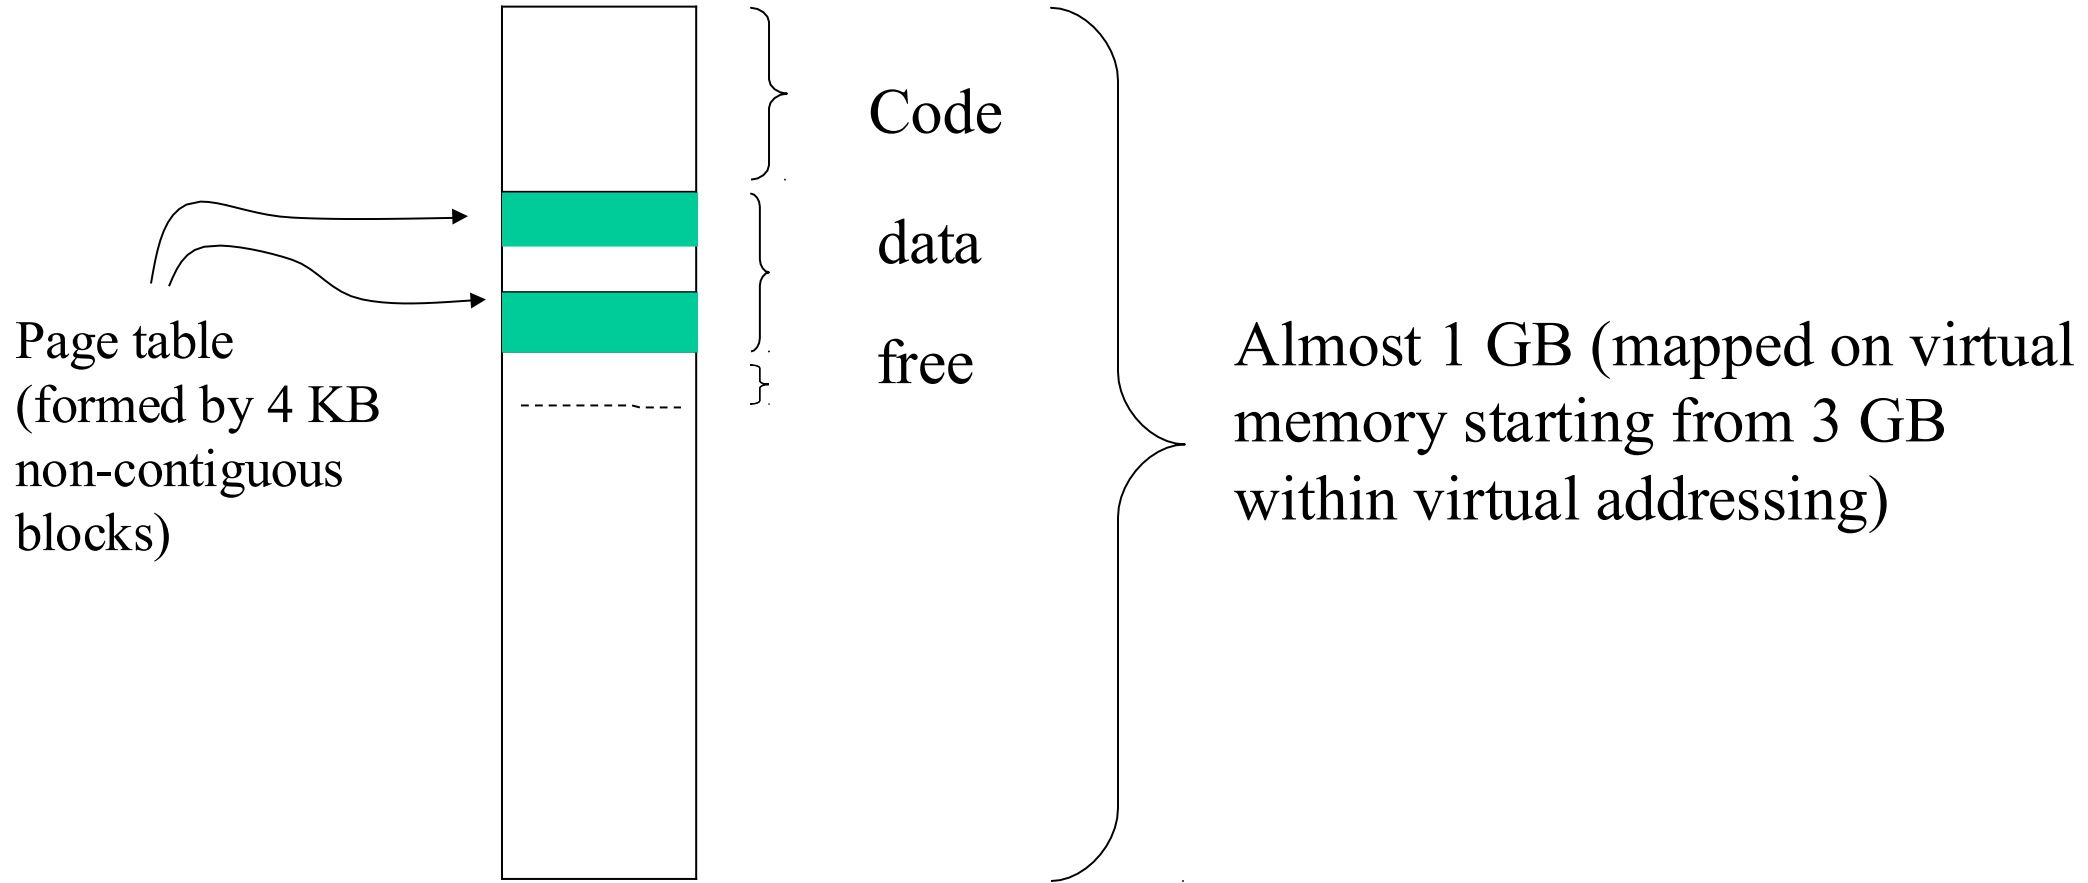 Code
data
free
Page table
(formed by 4 KB
non-contiguous
blocks)
Almost 1 GB (mapped on virtual
memory starting from 3 GB
within virtual addressing)